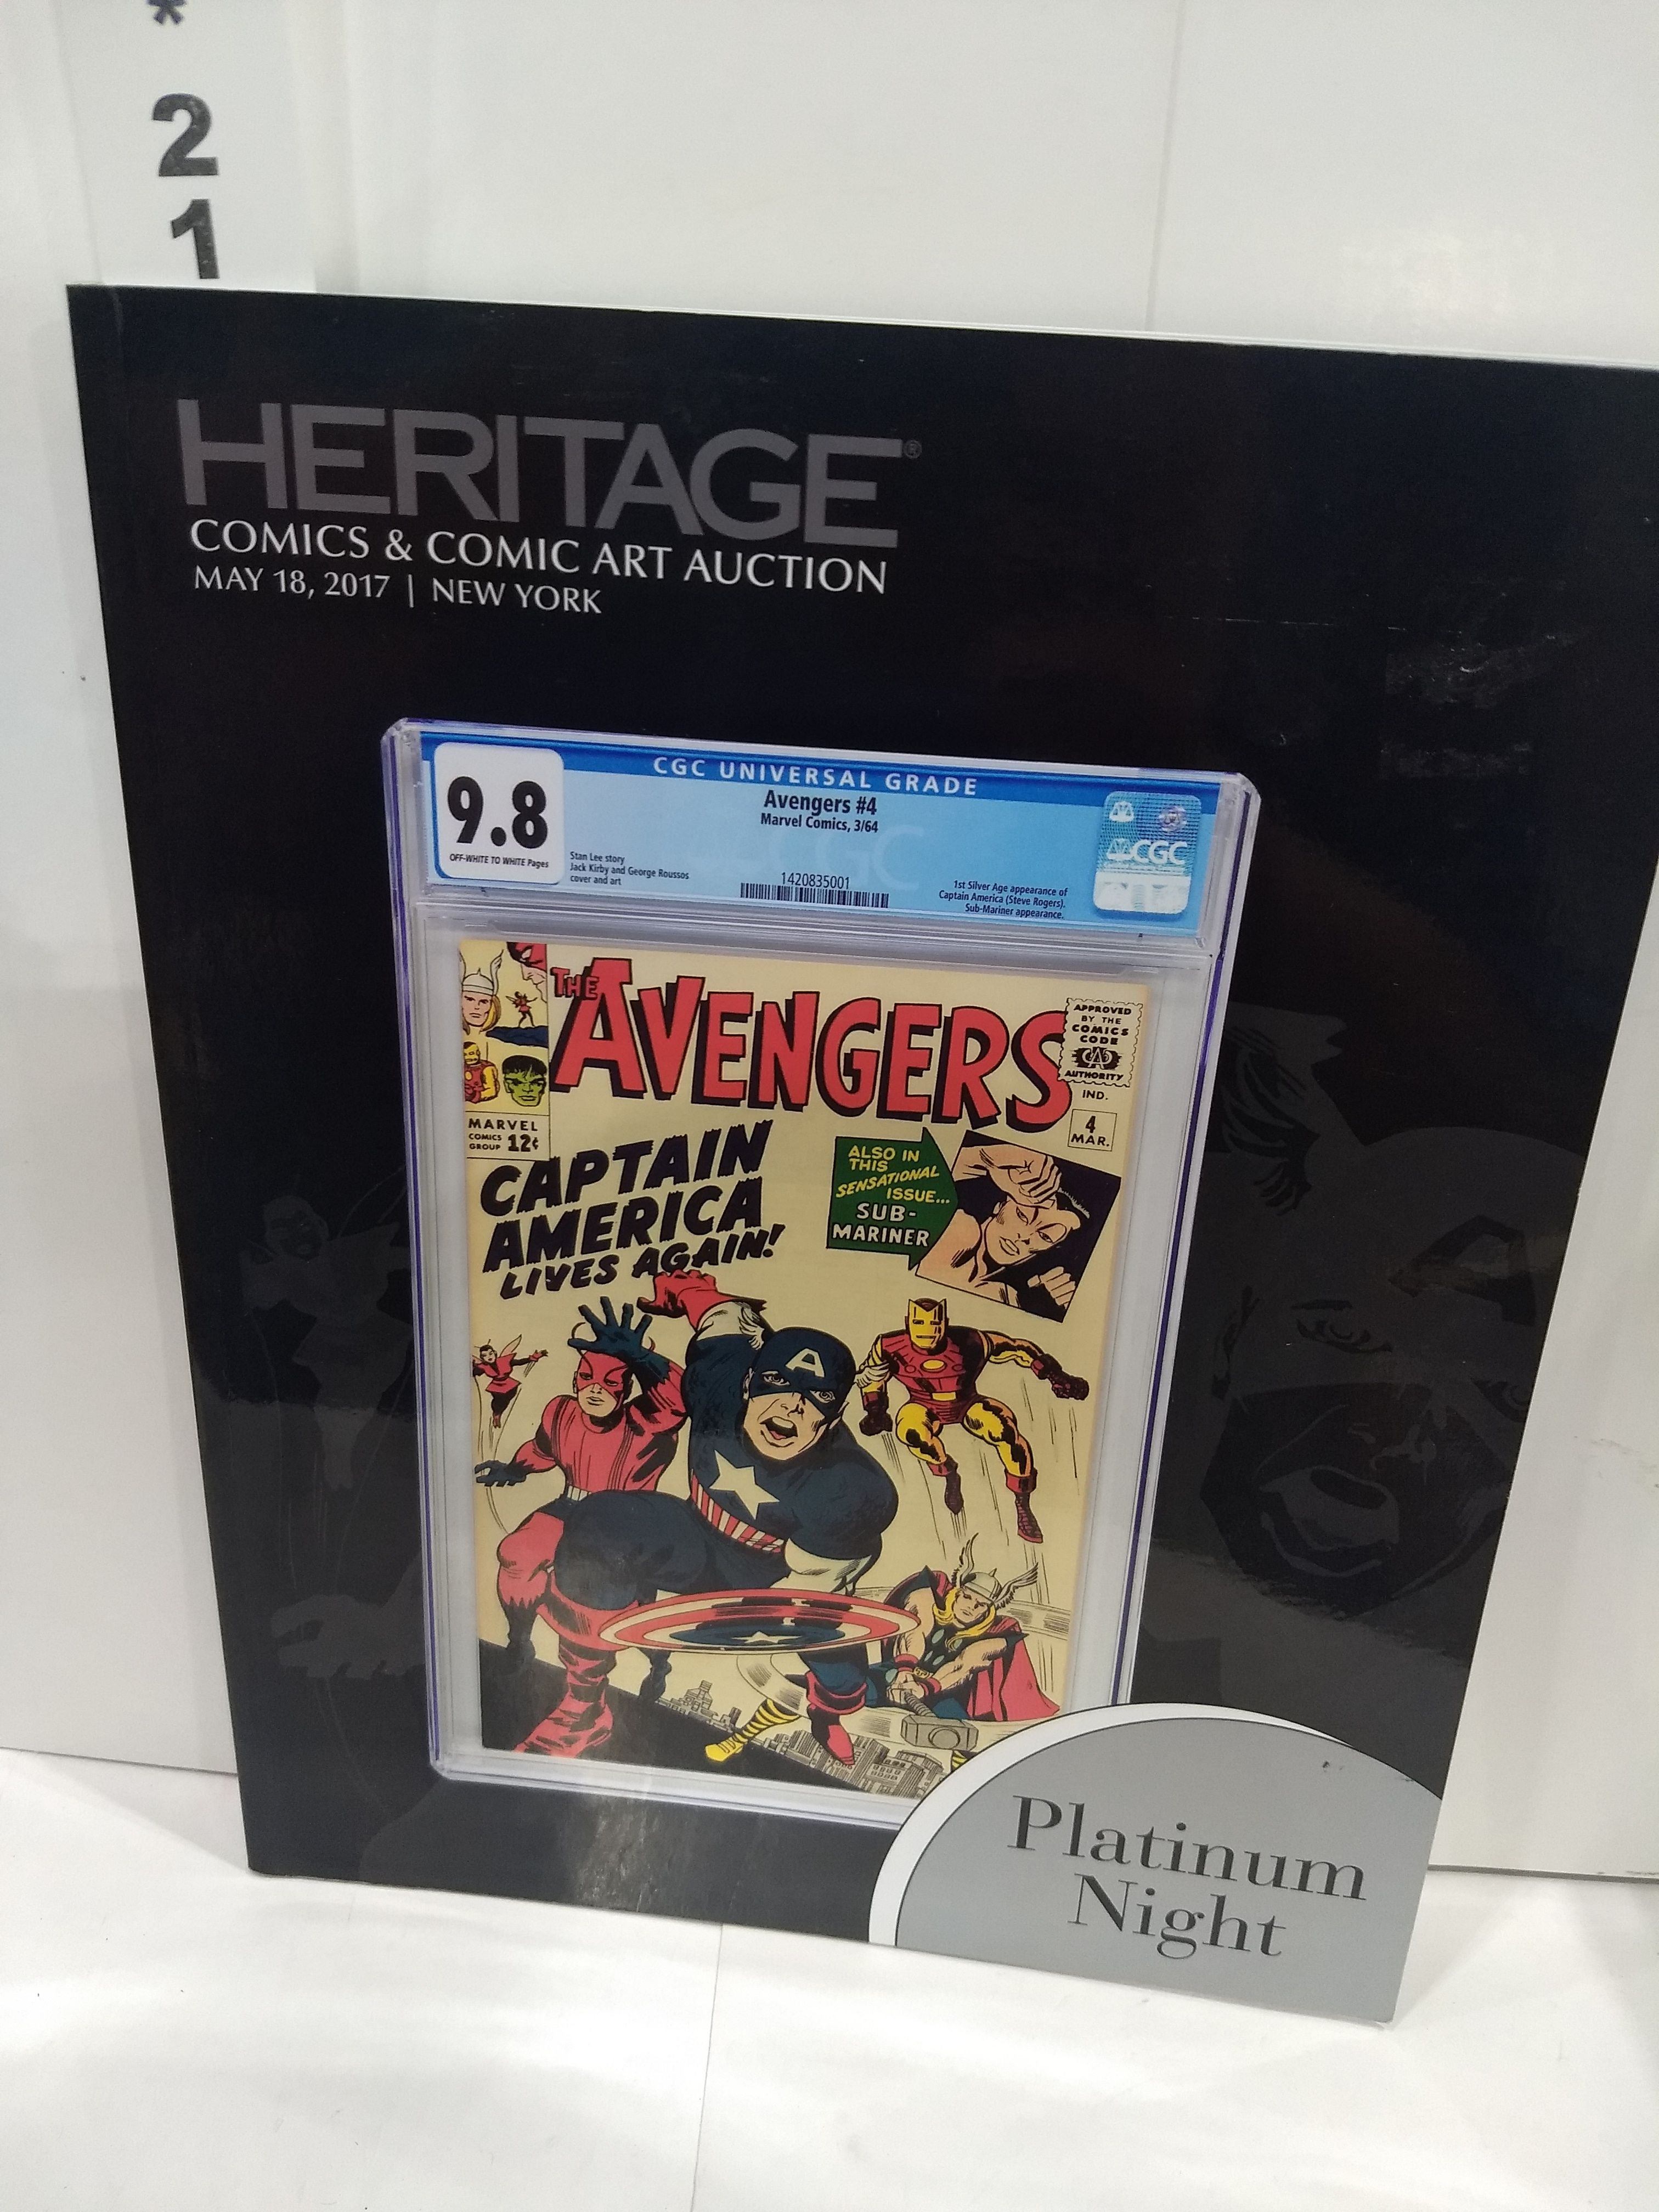 *
2
1
HERITAGE®
COMICS & COMIC ART AUCTION
MAY 18, 2017 | NEW YORK
CGC UNIVERSAL GRADE
9.8
OFF-WHITE TO WHITE Pages
Avengers #4
Marvel Comics, 3/64
Stan Lee story
Jack Kirby and George Roussos
cover and art
1420835001
1st Silver Age appearance of
Captain America (Steve Rogers).
Sub-Mariner appearance.
CGC
THE AVENGERS
APPROVED
BY THE
COMICS
CODE
CA
AUTHORITY
IND.
4
MAR.
MARVEL
COMICS
GROUP 12¢
CAPTAIN
AMERICA
LIVES AGAIN!
ALSO IN
THIS
SENSATIONAL
ISSUE...
SUB-
MARINER
A
Platinum
Night